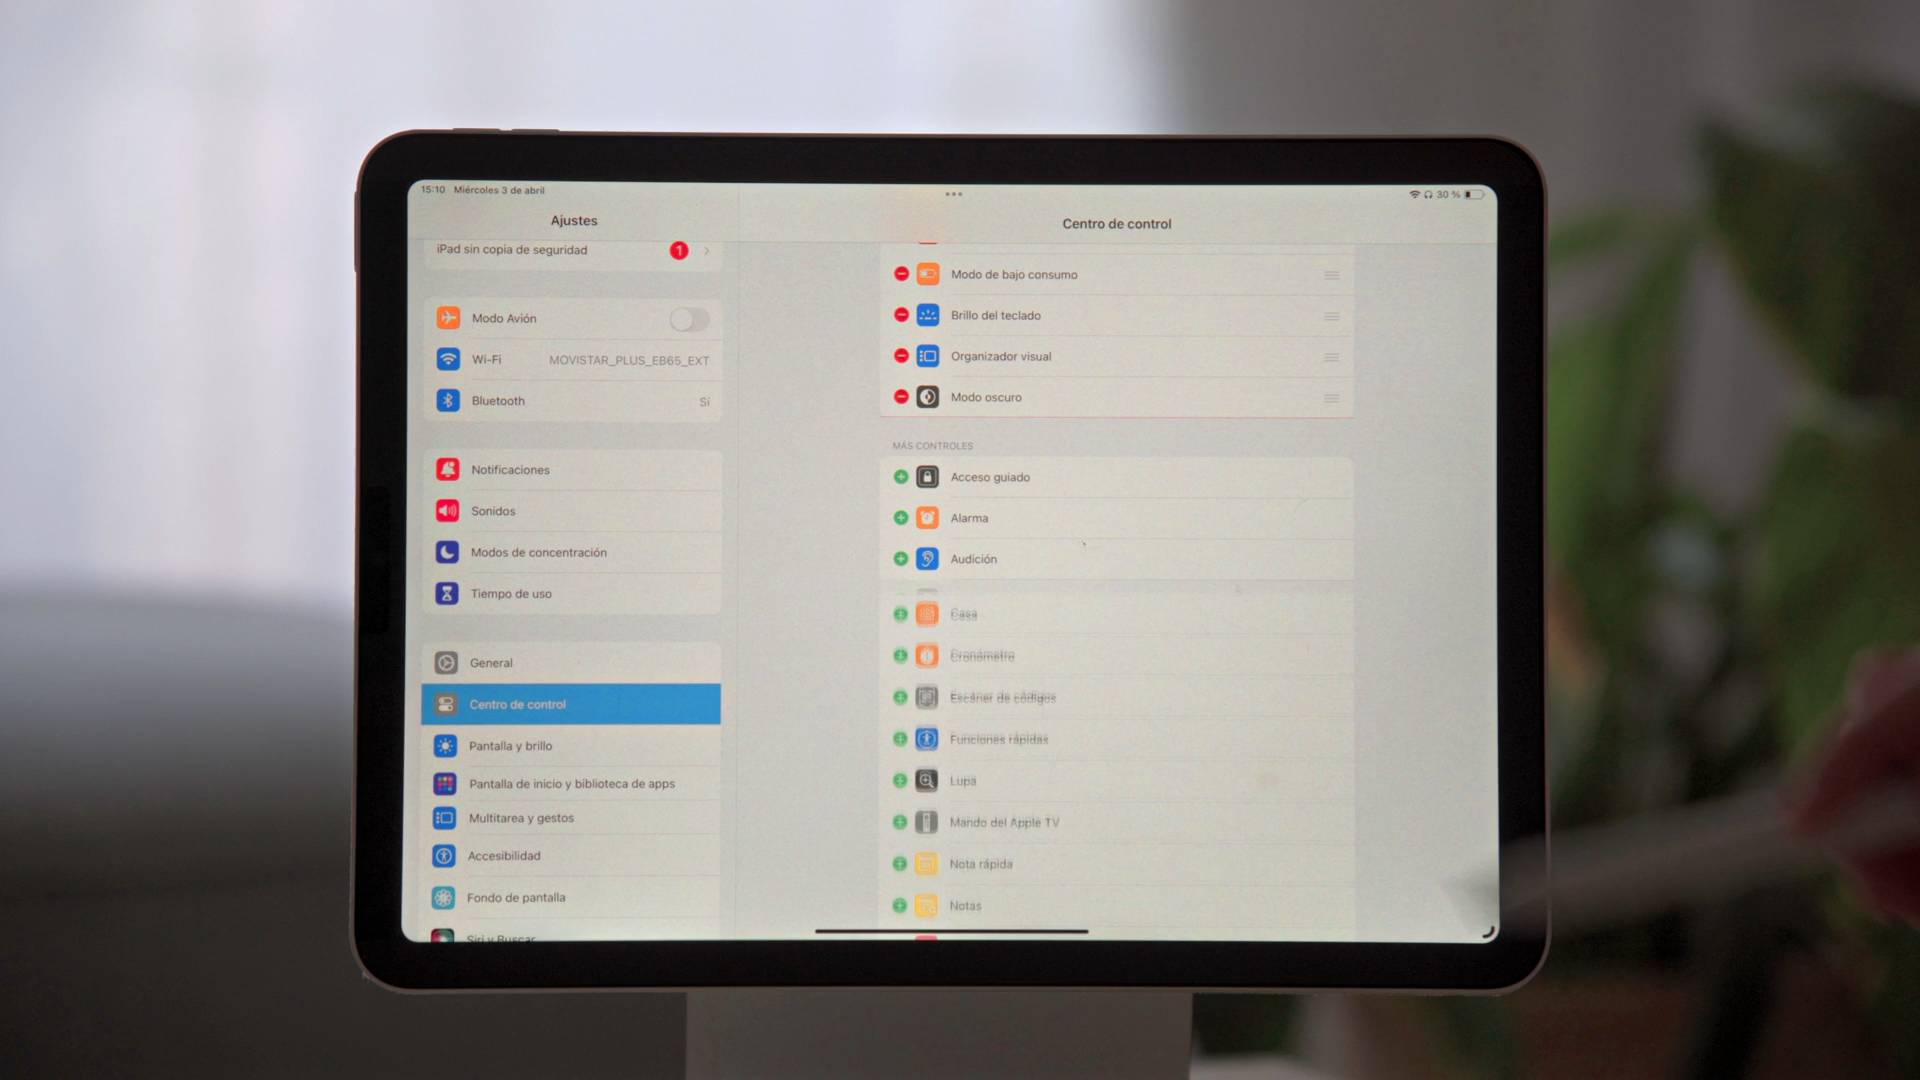 15:10 Miércoles 3 de abril
30 %
Ajustes
iPad sin copia de seguridad 1
Modo Avión
Wi-Fi MOVISTAR_PLUS_EB65_EXT
Bluetooth Sí
Notificaciones
Sonidos
Modos de concentración
Tiempo de uso
General
Centro de control
Pantalla y brillo
Pantalla de inicio y biblioteca de apps
Multitarea y gestos
Accesibilidad
Fondo de pantalla
Siri y Buscar
Centro de control
Modo de bajo consumo
Brillo del teclado
Organizador visual
Modo oscuro
MÁS CONTROLES
Acceso guiado
Alarma
Audición
Casa
Cronómetro
Escáner de códigos
Funciones rápidas
Lupa
Mando del Apple TV
Nota rápida
Notas